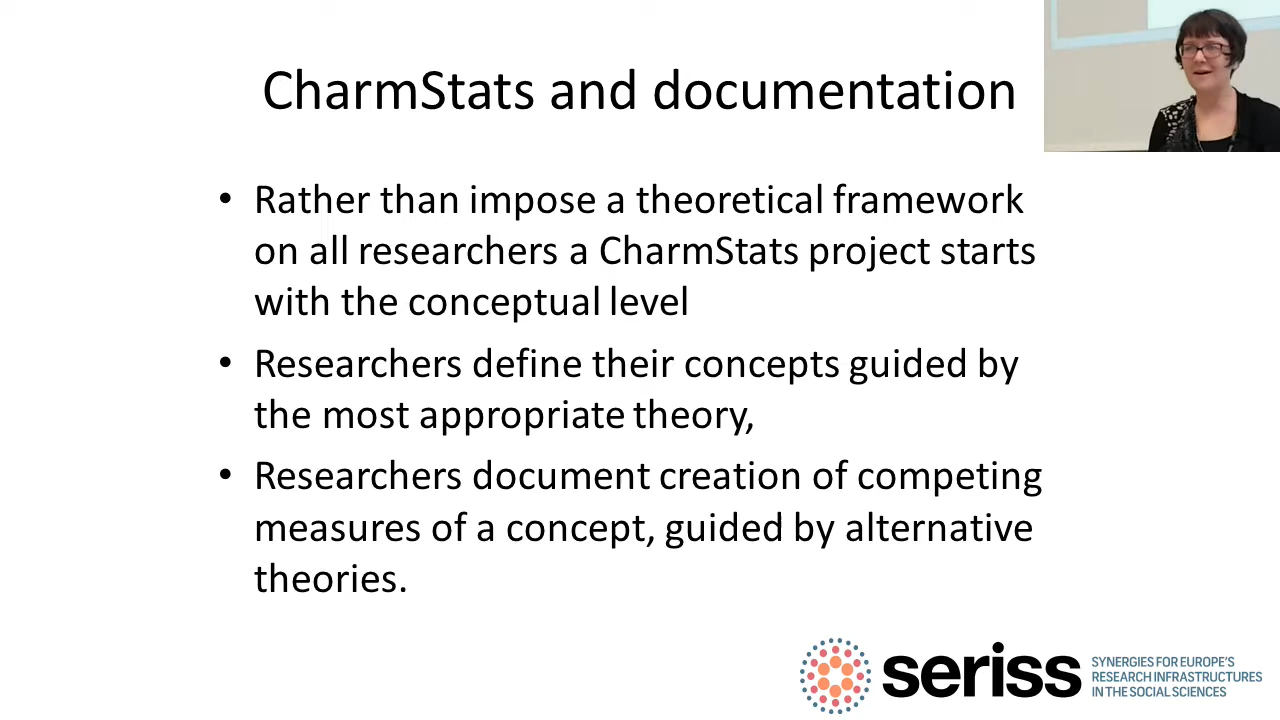 CharmStats and documentation
• Rather than impose a theoretical framework
on all researchers a CharmStats project starts
with the conceptual level
• Researchers define their concepts guided by
the most appropriate theory,
• Researchers document creation of competing
measures of a concept, guided by alternative
theories.
seriss
SYNERGIES FOR EUROPE'S
RESEARCH INFRASTRUCTURES
IN THE SOCIAL SCIENCES